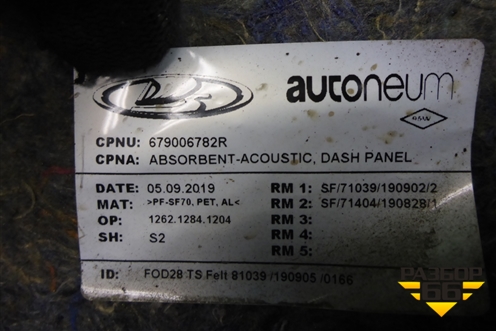 autoneum
CPNU: 679006782R
CPNA: ABSORBENT-ACOUSTIC, DASH PANEL
DATE: 05.09.2019 RM 1: SF/71039/190902/2
MAT: >PF-SF70, PET, AL< RM 2: SF/71404/190828/1
OP: 1262.1284.1204 RM 3:
SH: S2 RM 4:
RM 5:
ID: FOD28 TS.Felt 81039 /190905 /0166
РАЗБОР
66